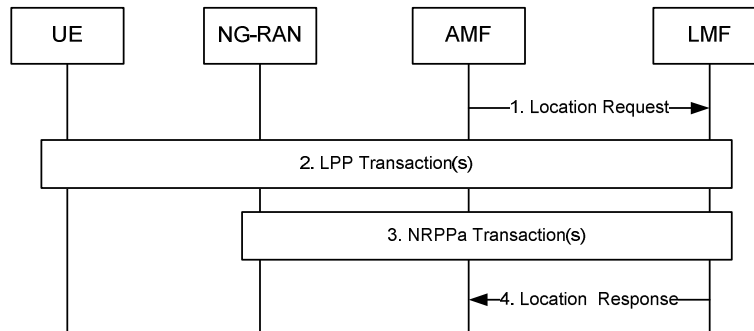 UE
NG-RAN
AMF
LMF
1. Location Request
2. LPP Transaction(s)
3. NRPPa Transaction(s)
4. Location Response